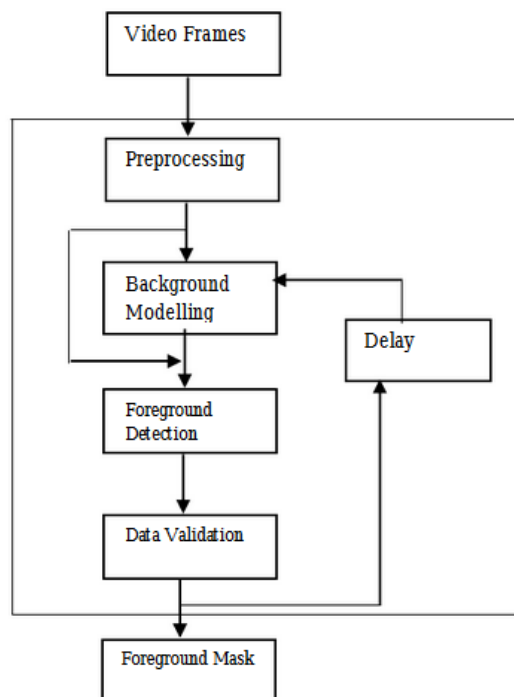 Video Frames
Preprocessing
Background
Modelling
Delay
Foreground
Detection
Data Validation
Foreground Mask